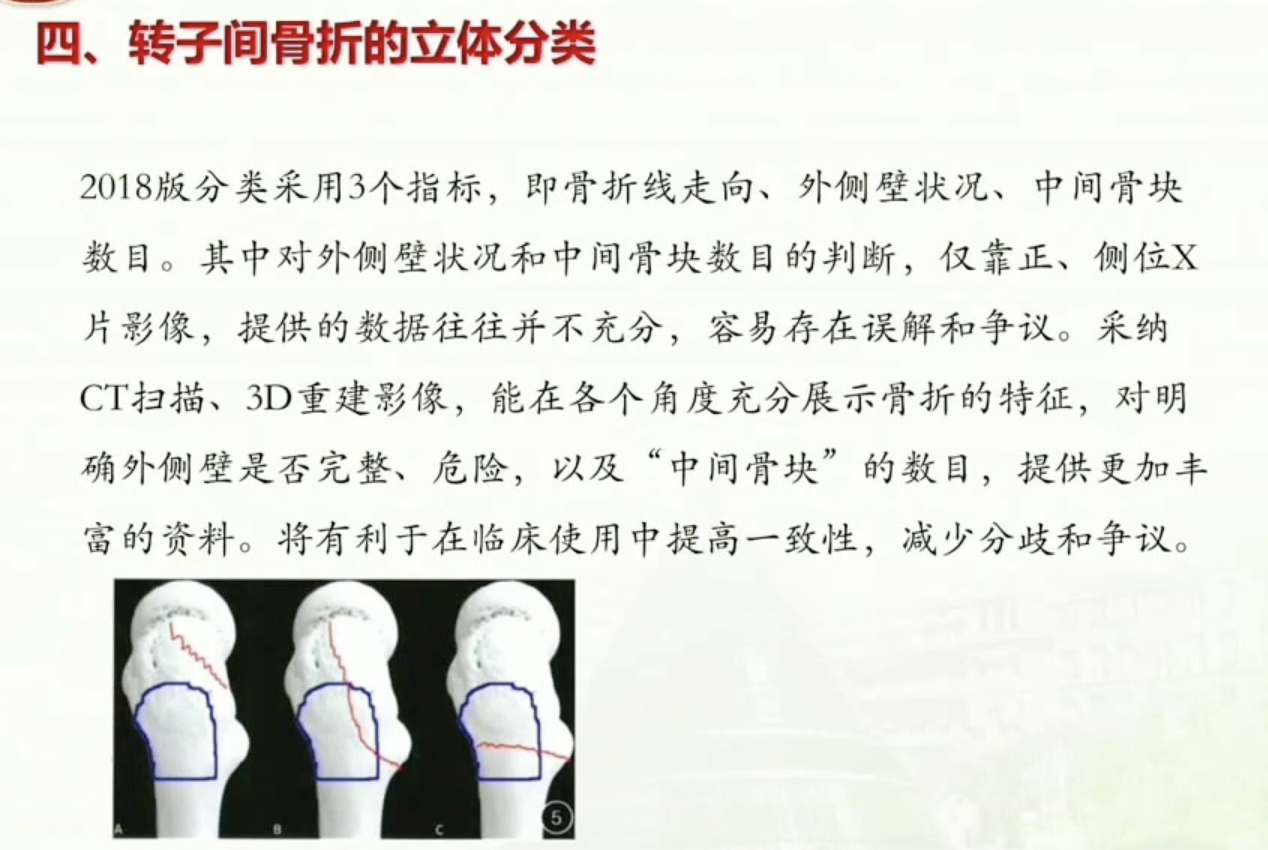 四、转子间骨折的立体分类
2018版分类采用3个指标，即骨折线走向、外侧壁状况、中间骨块
数目。其中对外侧壁状况和中间骨块数目的判断，仅靠正、侧位X
片影像，提供的数据往往并不充分，容易存在误解和争议。采纳
CT扫描、3D重建影像，能在各个角度充分展示骨折的特征，对明
确外侧壁是否完整、危险，以及“中间骨块”的数目，提供更加丰
富的资料。将有利于在临床使用中提高一致性，减少分歧和争议。
A B C 5